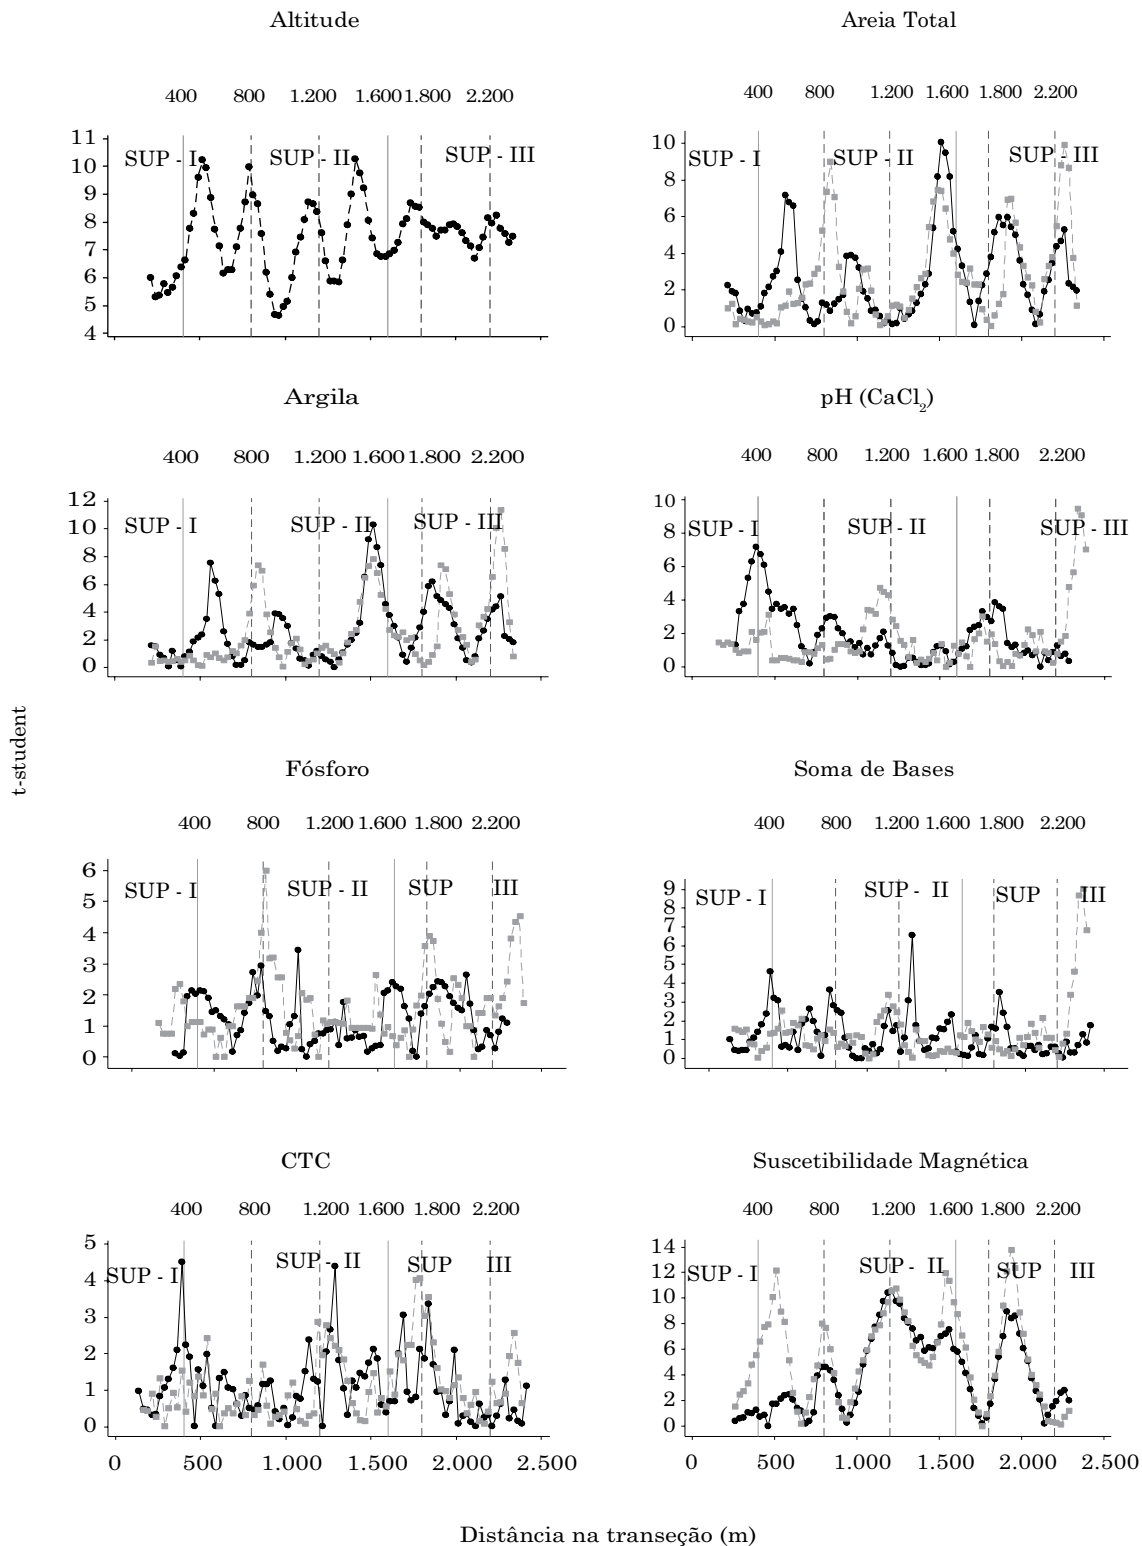 Altitude
400 800 1.200 1.600 1.800 2.200
11
10
9
8
7
6
5
4
SUP - I SUP - II SUP - III
Areia Total
400 800 1.200 1.600 1.800 2.200
10
8
6
4
2
0
SUP - I SUP - II SUP - III
Argila
400 800 1.200 1.600 1.800 2.200
12
10
8
6
4
2
0
SUP - I SUP - II SUP - III
pH (CaCl2)
400 800 1.200 1.600 1.800 2.200
10
8
6
4
2
0
SUP - I SUP - II SUP - III
t-student
Fósforo
400 800 1.200 1.600 1.800 2.200
6
5
4
3
2
1
0
SUP - I SUP - II SUP III
Soma de Bases
400 800 1.200 1.600 1.800 2.200
9
8
7
6
5
4
3
2
1
0
SUP - I SUP - II SUP III
CTC
400 800 1.200 1.600 1.800 2.200
5
4
3
2
1
0
SUP - I SUP - II SUP III
0 500 1.000 1.500 2.000 2.500
Suscetibilidade Magnética
400 800 1.200 1.600 1.800 2.200
14
12
10
8
6
4
2
0
SUP - I SUP - II SUP III
0 500 1.000 1.500 2.000 2.500
Distância na transeção (m)